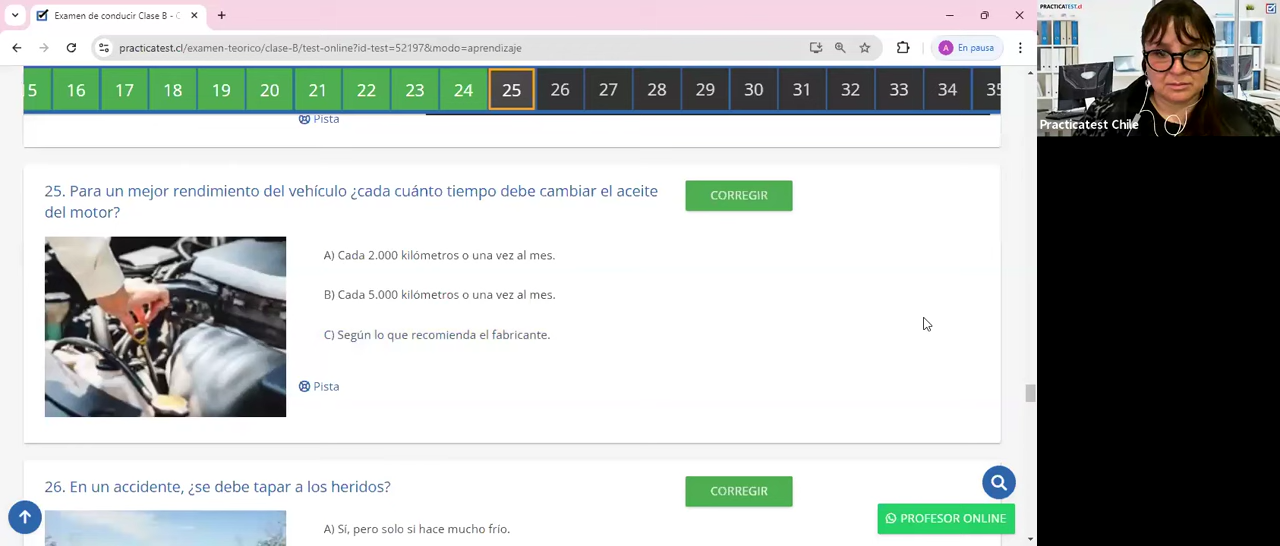 Examen de conducir Clase B - C
practicatest.cl/examen-teorico/clase-B/test-online?id-test=52197&modo=aprendizaje
A En pausa
PRACTICATEST.cl
Practicatest Chile
15 16 17 18 19 20 21 22 23 24 25 26 27 28 29 30 31 32 33 34 35
Pista
25. Para un mejor rendimiento del vehículo ¿cada cuánto tiempo debe cambiar el aceite
del motor?
CORREGIR
A) Cada 2.000 kilómetros o una vez al mes.
B) Cada 5.000 kilómetros o una vez al mes.
C) Según lo que recomienda el fabricante.
Pista
26. En un accidente, ¿se debe tapar a los heridos?
CORREGIR
A) Sí, pero solo si hace mucho frío.
PROFESOR ONLINE